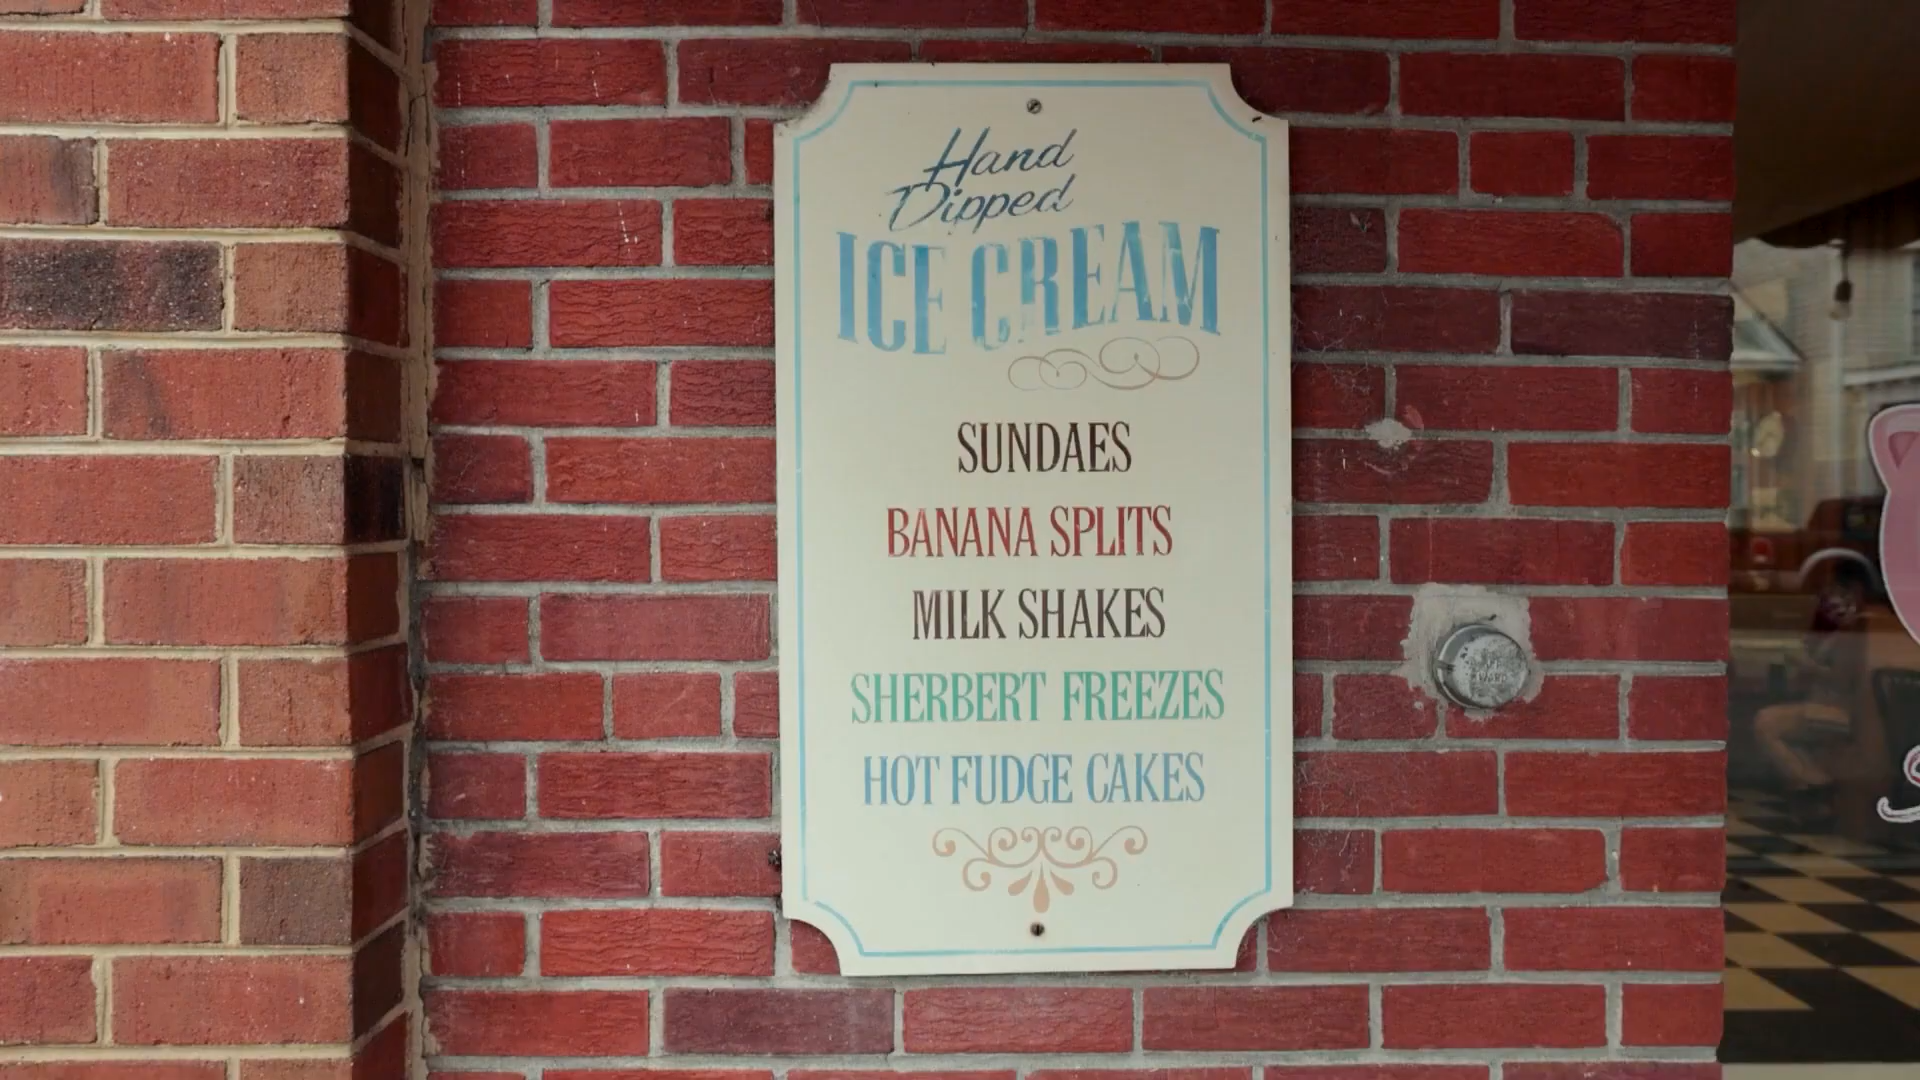 Hand
Dipped
ICE CREAM
SUNDAES
BANANA SPLITS
MILK SHAKES
SHERBERT FREEZES
HOT FUDGE CAKES